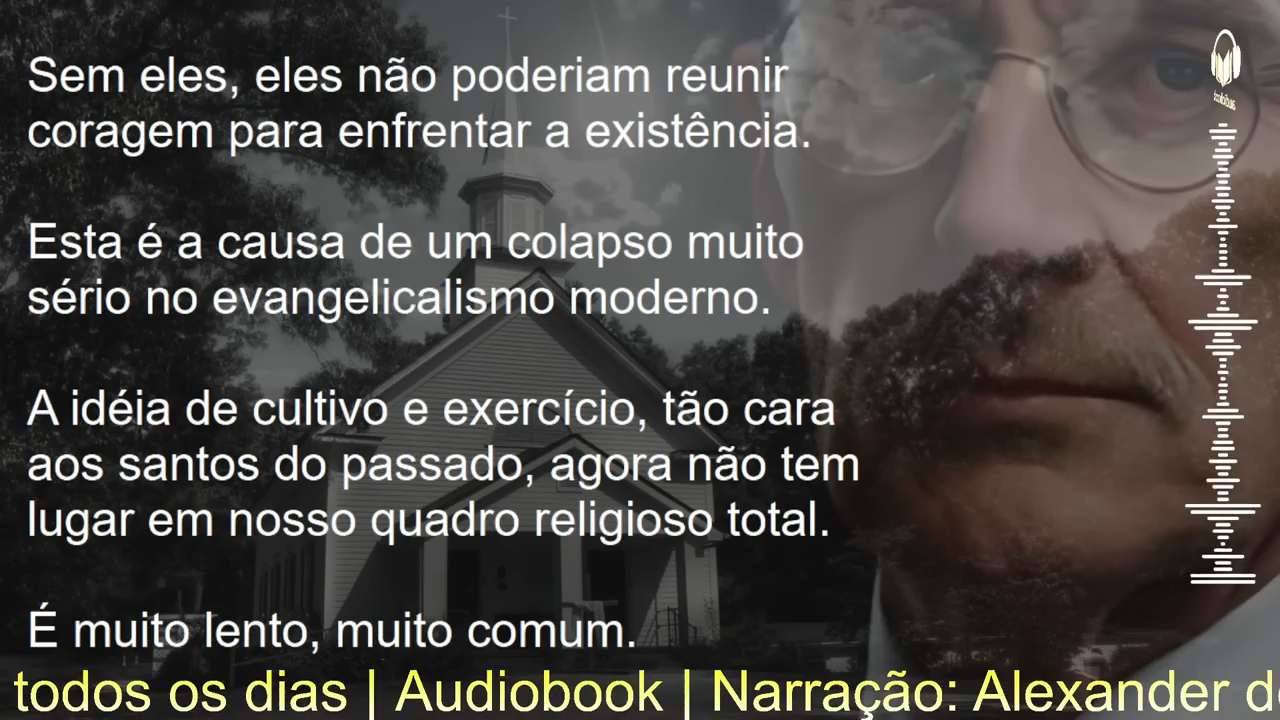 Sem eles, eles não poderiam reunir
coragem para enfrentar a existência.
Esta é a causa de um colapso muito
sério no evangelicalismo moderno.
A idéia de cultivo e exercício, tão cara
aos santos do passado, agora não tem
lugar em nosso quadro religioso total.
É muito lento, muito comum.
todos os dias | Audiobook | Narração: Alexander d